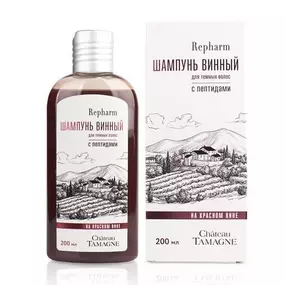 Repharm
ШАМПУНЬ ВИННЫЙ
ДЛЯ ТЕМНЫХ ВОЛОС
С ПЕПТИДАМИ
НА КРАСНОМ ВИНЕ
Château
TAMAGNE
200 МЛ
Repharm
ШАМПУНЬ ВИННЫЙ
ДЛЯ ТЕМНЫХ ВОЛОС
С ПЕПТИДАМИ
НА КРАСНОМ ВИНЕ
Château
200 МЛ TAMAGNE